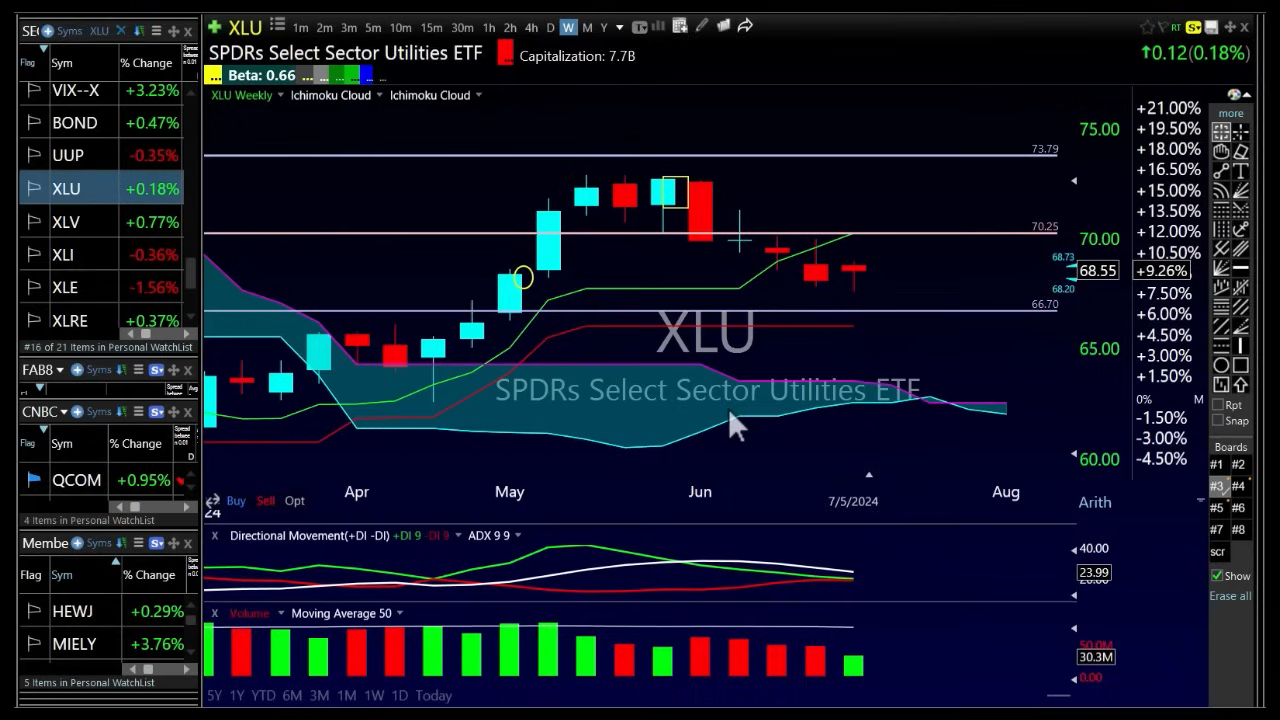 SEC Syms XLU
Flag Sym % Change
VIX--X +3.23%
BOND +0.47%
UUP -0.35%
XLU +0.18%
XLV +0.77%
XLI -0.36%
XLE -1.56%
XLRE +0.37%
#16 of 21 Items in Personal WatchList
FAB8 Syms
CNBC Syms
QCOM +0.95%
4 Items in Personal WatchList
Membe Syms
Flag Sym % Change
HEWJ +0.29%
MIELY +3.76%
5 Items in Personal WatchList
XLU 1m 2m 3m 5m 10m 15m 30m 1h 2h 4h D W M Y
RT
SPDRs Select Sector Utilities ETF Capitalization: 7.7B
0.12(0.18%)
Beta: 0.66
XLU Weekly Ichimoku Cloud Ichimoku Cloud
75.00
73.79
70.25
70.00
68.73
68.55
68.20
66.70
65.00
60.00
XLU
SPDRs Select Sector Utilities ETF
+21.00%
+19.50%
+18.00%
+16.50%
+15.00%
+13.50%
+12.00%
+10.50%
+9.26%
+7.50%
+6.00%
+4.50%
+3.00%
+1.50%
0% M
-1.50%
-3.00%
-4.50%
Apr May Jun 7/5/2024 Aug Arith
Buy Sell Opt
24
Directional Movement(+DI -DI) +DI 9 -DI 9 ADX 9 9
40.00
23.99
Volume Moving Average 50
50.0M
30.3M
0.00
5Y 1Y YTD 6M 3M 1M 1W 1D Today
more
Rpt
Snap
Boards
#1 #2
#3 #4
#5 #6
#7 #8
scr
Show
Erase all